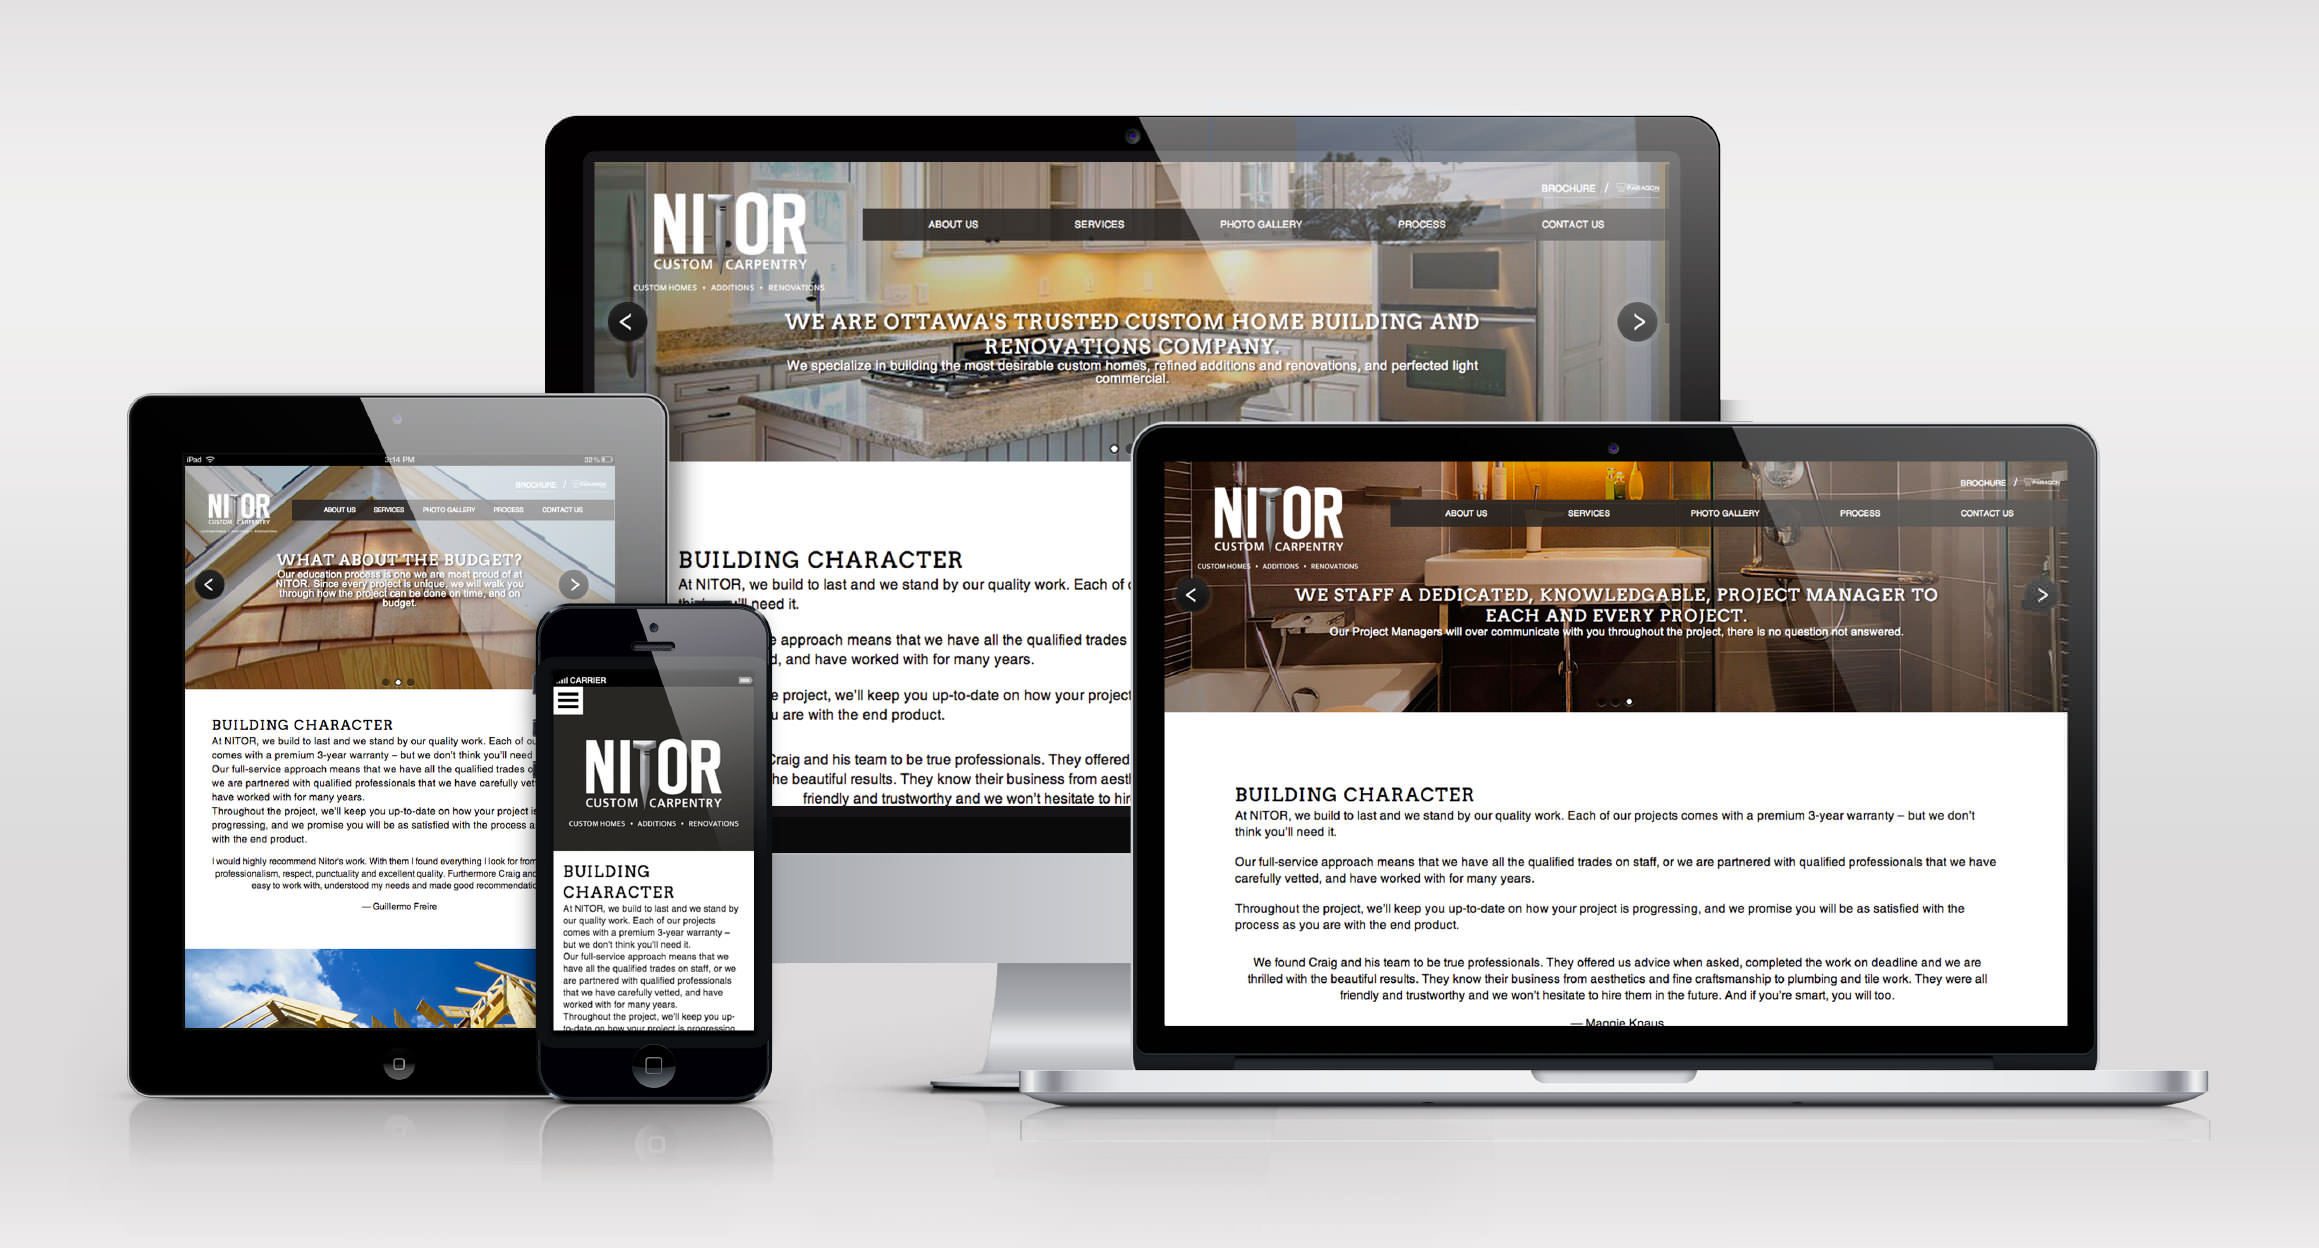 NITOR
CUSTOM CARPENTRY
CUSTOM HOMES • ADDITIONS • RENOVATIONS
BROCHURE / PARAGON
ABOUT US SERVICES PHOTO GALLERY PROCESS CONTACT US
WE ARE OTTAWA'S TRUSTED CUSTOM HOME BUILDING AND
RENOVATIONS COMPANY.
We specialize in building the most desirable custom homes, refined additions and renovations, and perfected light
commercial.
BUILDING CHARACTER
At NITOR, we build to last and we stand by our quality work. Each of
need it.
approach means that we have all the qualified trades
d, and have worked with for many years.
e project, we'll keep you up-to-date on how your project
u are with the end product.
Craig and his team to be true professionals. They offered
he beautiful results. They know their business from aest
friendly and trustworthy and we won't hesitate to hir
iPad 3:14 PM 32%
BROCHURE / PARAGON
NITOR
CUSTOM CARPENTRY
ABOUT US SERVICES PHOTO GALLERY PROCESS CONTACT US
WHAT ABOUT THE BUDGET?
Our education process is one we are most proud of at
NITOR. Since every project is unique, we will walk you
through how the project can be done on time, and on
budget.
BUILDING CHARACTER
At NITOR, we build to last and we stand by our quality work. Each of ou
comes with a premium 3-year warranty – but we don't think you'll need
Our full-service approach means that we have all the qualified trades o
we are partnered with qualified professionals that we have carefully vett
have worked with for many years.
Throughout the project, we'll keep you up-to-date on how your project is
progressing, and we promise you will be as satisfied with the process a
with the end product.
I would highly recommend Nitor's work. With them I found everything I look for from
professionalism, respect, punctuality and excellent quality. Furthermore Craig and
easy to work with, understood my needs and made good recommendatio
— Guillermo Freire
CARRIER
NITOR
CUSTOM CARPENTRY
CUSTOM HOMES • ADDITIONS • RENOVATIONS
BUILDING
CHARACTER
At NITOR, we build to last and we stand by
our quality work. Each of our projects
comes with a premium 3-year warranty –
but we don't think you'll need it.
Our full-service approach means that we
have all the qualified trades on staff, or we
are partnered with qualified professionals
that we have carefully vetted, and have
worked with for many years.
Throughout the project, we'll keep you up-
to-date on how your project is progressing
BROCHURE / PARAGON
NITOR
CUSTOM CARPENTRY
CUSTOM HOMES • ADDITIONS • RENOVATIONS
ABOUT US SERVICES PHOTO GALLERY PROCESS CONTACT US
WE STAFF A DEDICATED, KNOWLEDGABLE, PROJECT MANAGER TO
EACH AND EVERY PROJECT.
Our Project Managers will over communicate with you throughout the project, there is no question not answered.
BUILDING CHARACTER
At NITOR, we build to last and we stand by our quality work. Each of our projects comes with a premium 3-year warranty – but we don't
think you'll need it.
Our full-service approach means that we have all the qualified trades on staff, or we are partnered with qualified professionals that we have
carefully vetted, and have worked with for many years.
Throughout the project, we'll keep you up-to-date on how your project is progressing, and we promise you will be as satisfied with the
process as you are with the end product.
We found Craig and his team to be true professionals. They offered us advice when asked, completed the work on deadline and we are
thrilled with the beautiful results. They know their business from aesthetics and fine craftsmanship to plumbing and tile work. They were all
friendly and trustworthy and we won't hesitate to hire them in the future. And if you're smart, you will too.
— Maggie Knaus